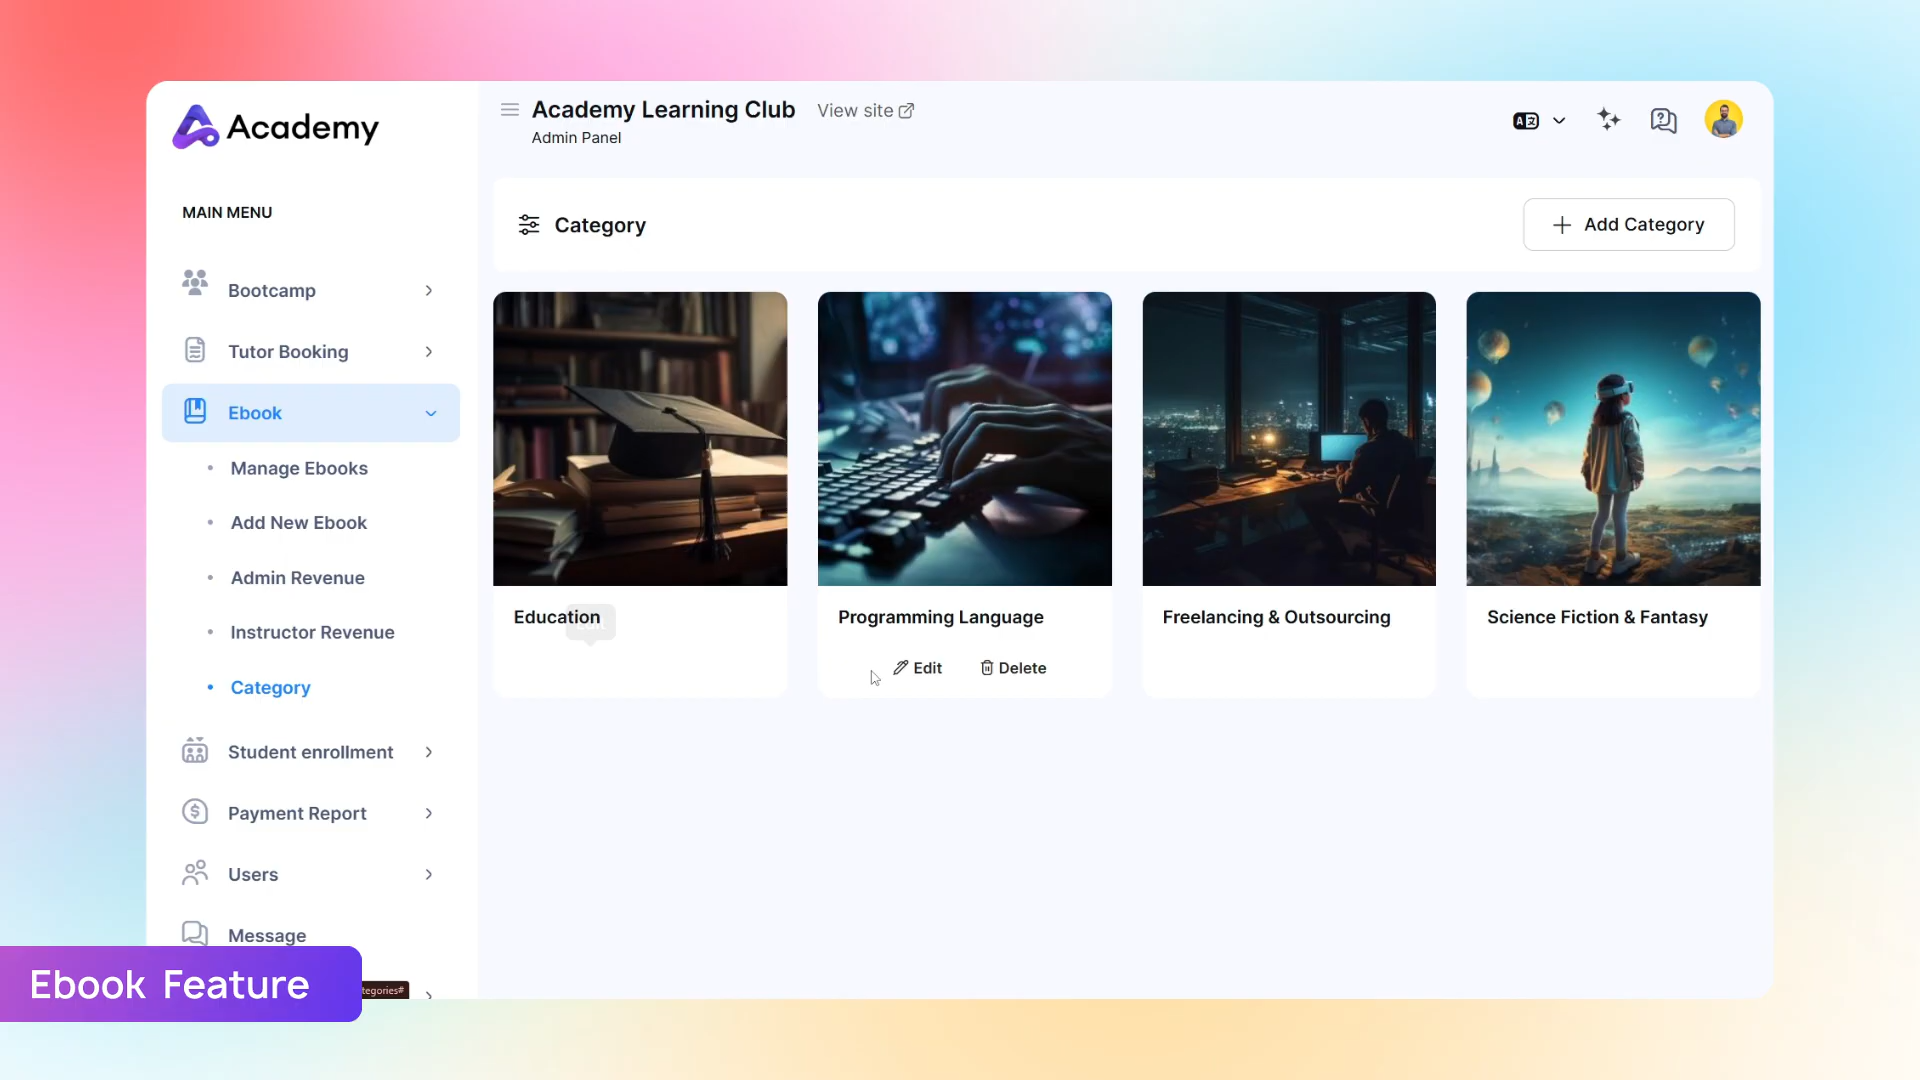 Academy
Academy Learning Club
View site
Admin Panel
MAIN MENU
Bootcamp
Tutor Booking
Ebook
Manage Ebooks
Add New Ebook
Admin Revenue
Instructor Revenue
Category
Student enrollment
Payment Report
Users
Message
Category
Add Category
Education
Programming Language
Edit
Delete
Freelancing & Outsourcing
Science Fiction & Fantasy
Ebook Feature
tegories#